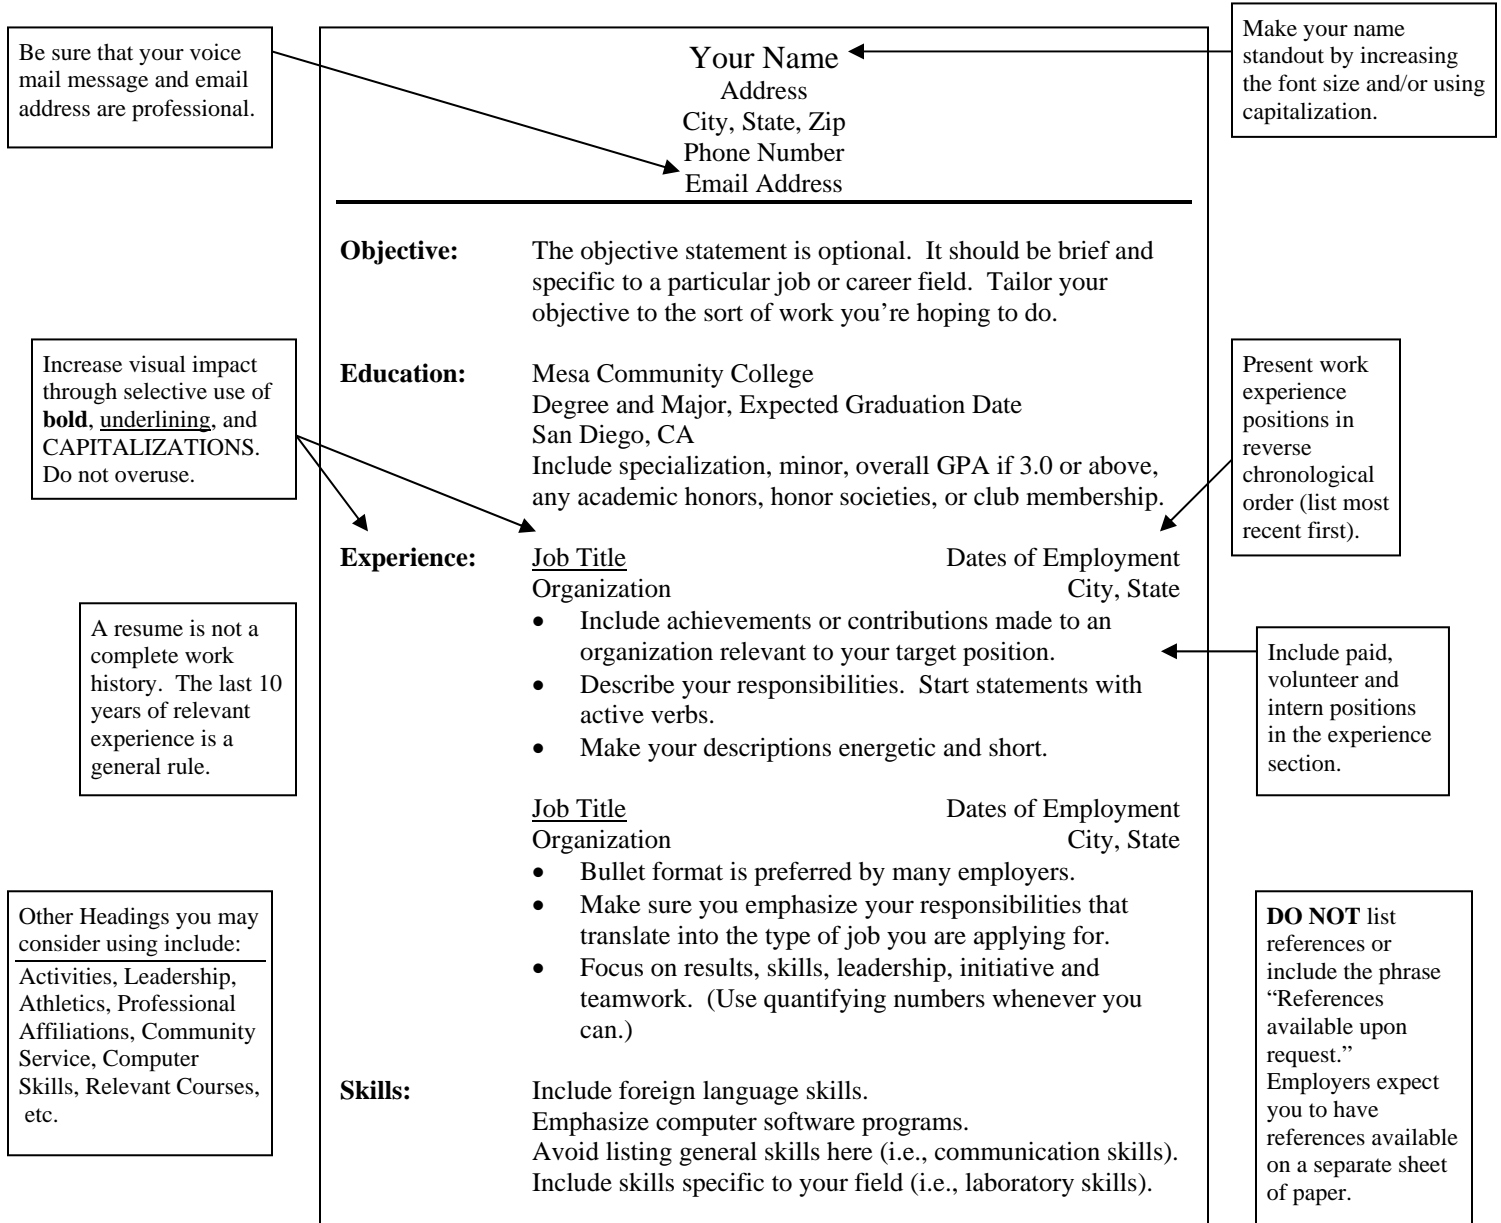 Be sure that your voice
mail message and email
address are professional.
Your Name
Address
City, State, Zip
Phone Number
Email Address
Make your name
standout by increasing
the font size and/or using
capitalization.
Objective: The objective statement is optional. It should be brief and
specific to a particular job or career field. Tailor your
objective to the sort of work you’re hoping to do.
Increase visual impact
through selective use of
bold, underlining, and
CAPITALIZATIONS.
Do not overuse.
Education: Mesa Community College
Degree and Major, Expected Graduation Date
San Diego, CA
Include specialization, minor, overall GPA if 3.0 or above,
any academic honors, honor societies, or club membership.
Present work
experience
positions in
reverse
chronological
order (list most
recent first).
Experience: Job Title Dates of Employment
Organization City, State
• Include achievements or contributions made to an
organization relevant to your target position.
• Describe your responsibilities. Start statements with
active verbs.
• Make your descriptions energetic and short.
A resume is not a
complete work
history. The last 10
years of relevant
experience is a
general rule.
Include paid,
volunteer and
intern positions
in the experience
section.
Job Title Dates of Employment
Organization City, State
• Bullet format is preferred by many employers.
• Make sure you emphasize your responsibilities that
translate into the type of job you are applying for.
• Focus on results, skills, leadership, initiative and
teamwork. (Use quantifying numbers whenever you
can.)
Other Headings you may
consider using include:
Activities, Leadership,
Athletics, Professional
Affiliations, Community
Service, Computer
Skills, Relevant Courses,
etc.
DO NOT list
references or
include the phrase
“References
available upon
request.”
Employers expect
you to have
references available
on a separate sheet
of paper.
Skills: Include foreign language skills.
Emphasize computer software programs.
Avoid listing general skills here (i.e., communication skills).
Include skills specific to your field (i.e., laboratory skills).